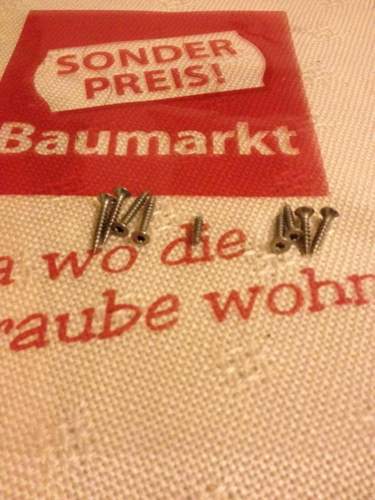 SONDER
PREIS!
Baumarkt
a wo die
raube wohn